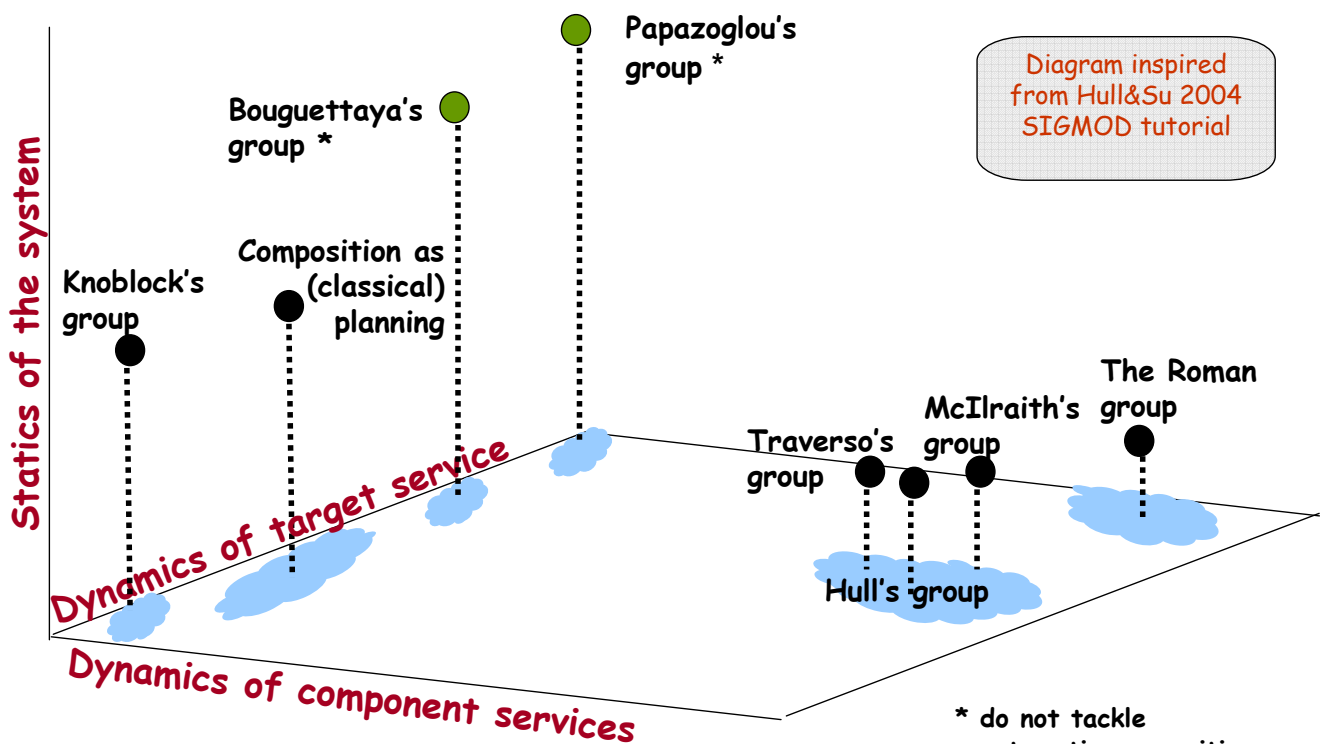 Papazoglou's
group *
Diagram inspired
from Hull&Su 2004
SIGMOD tutorial
Bouguettaya's
group *
Statics of the system
Composition as
(classical)
planning
Knoblock's
group
The Roman
group
McIlraith's
group
Traverso's
group
Dynamics of target service
Hull's group
Dynamics of component services
* do not tackle